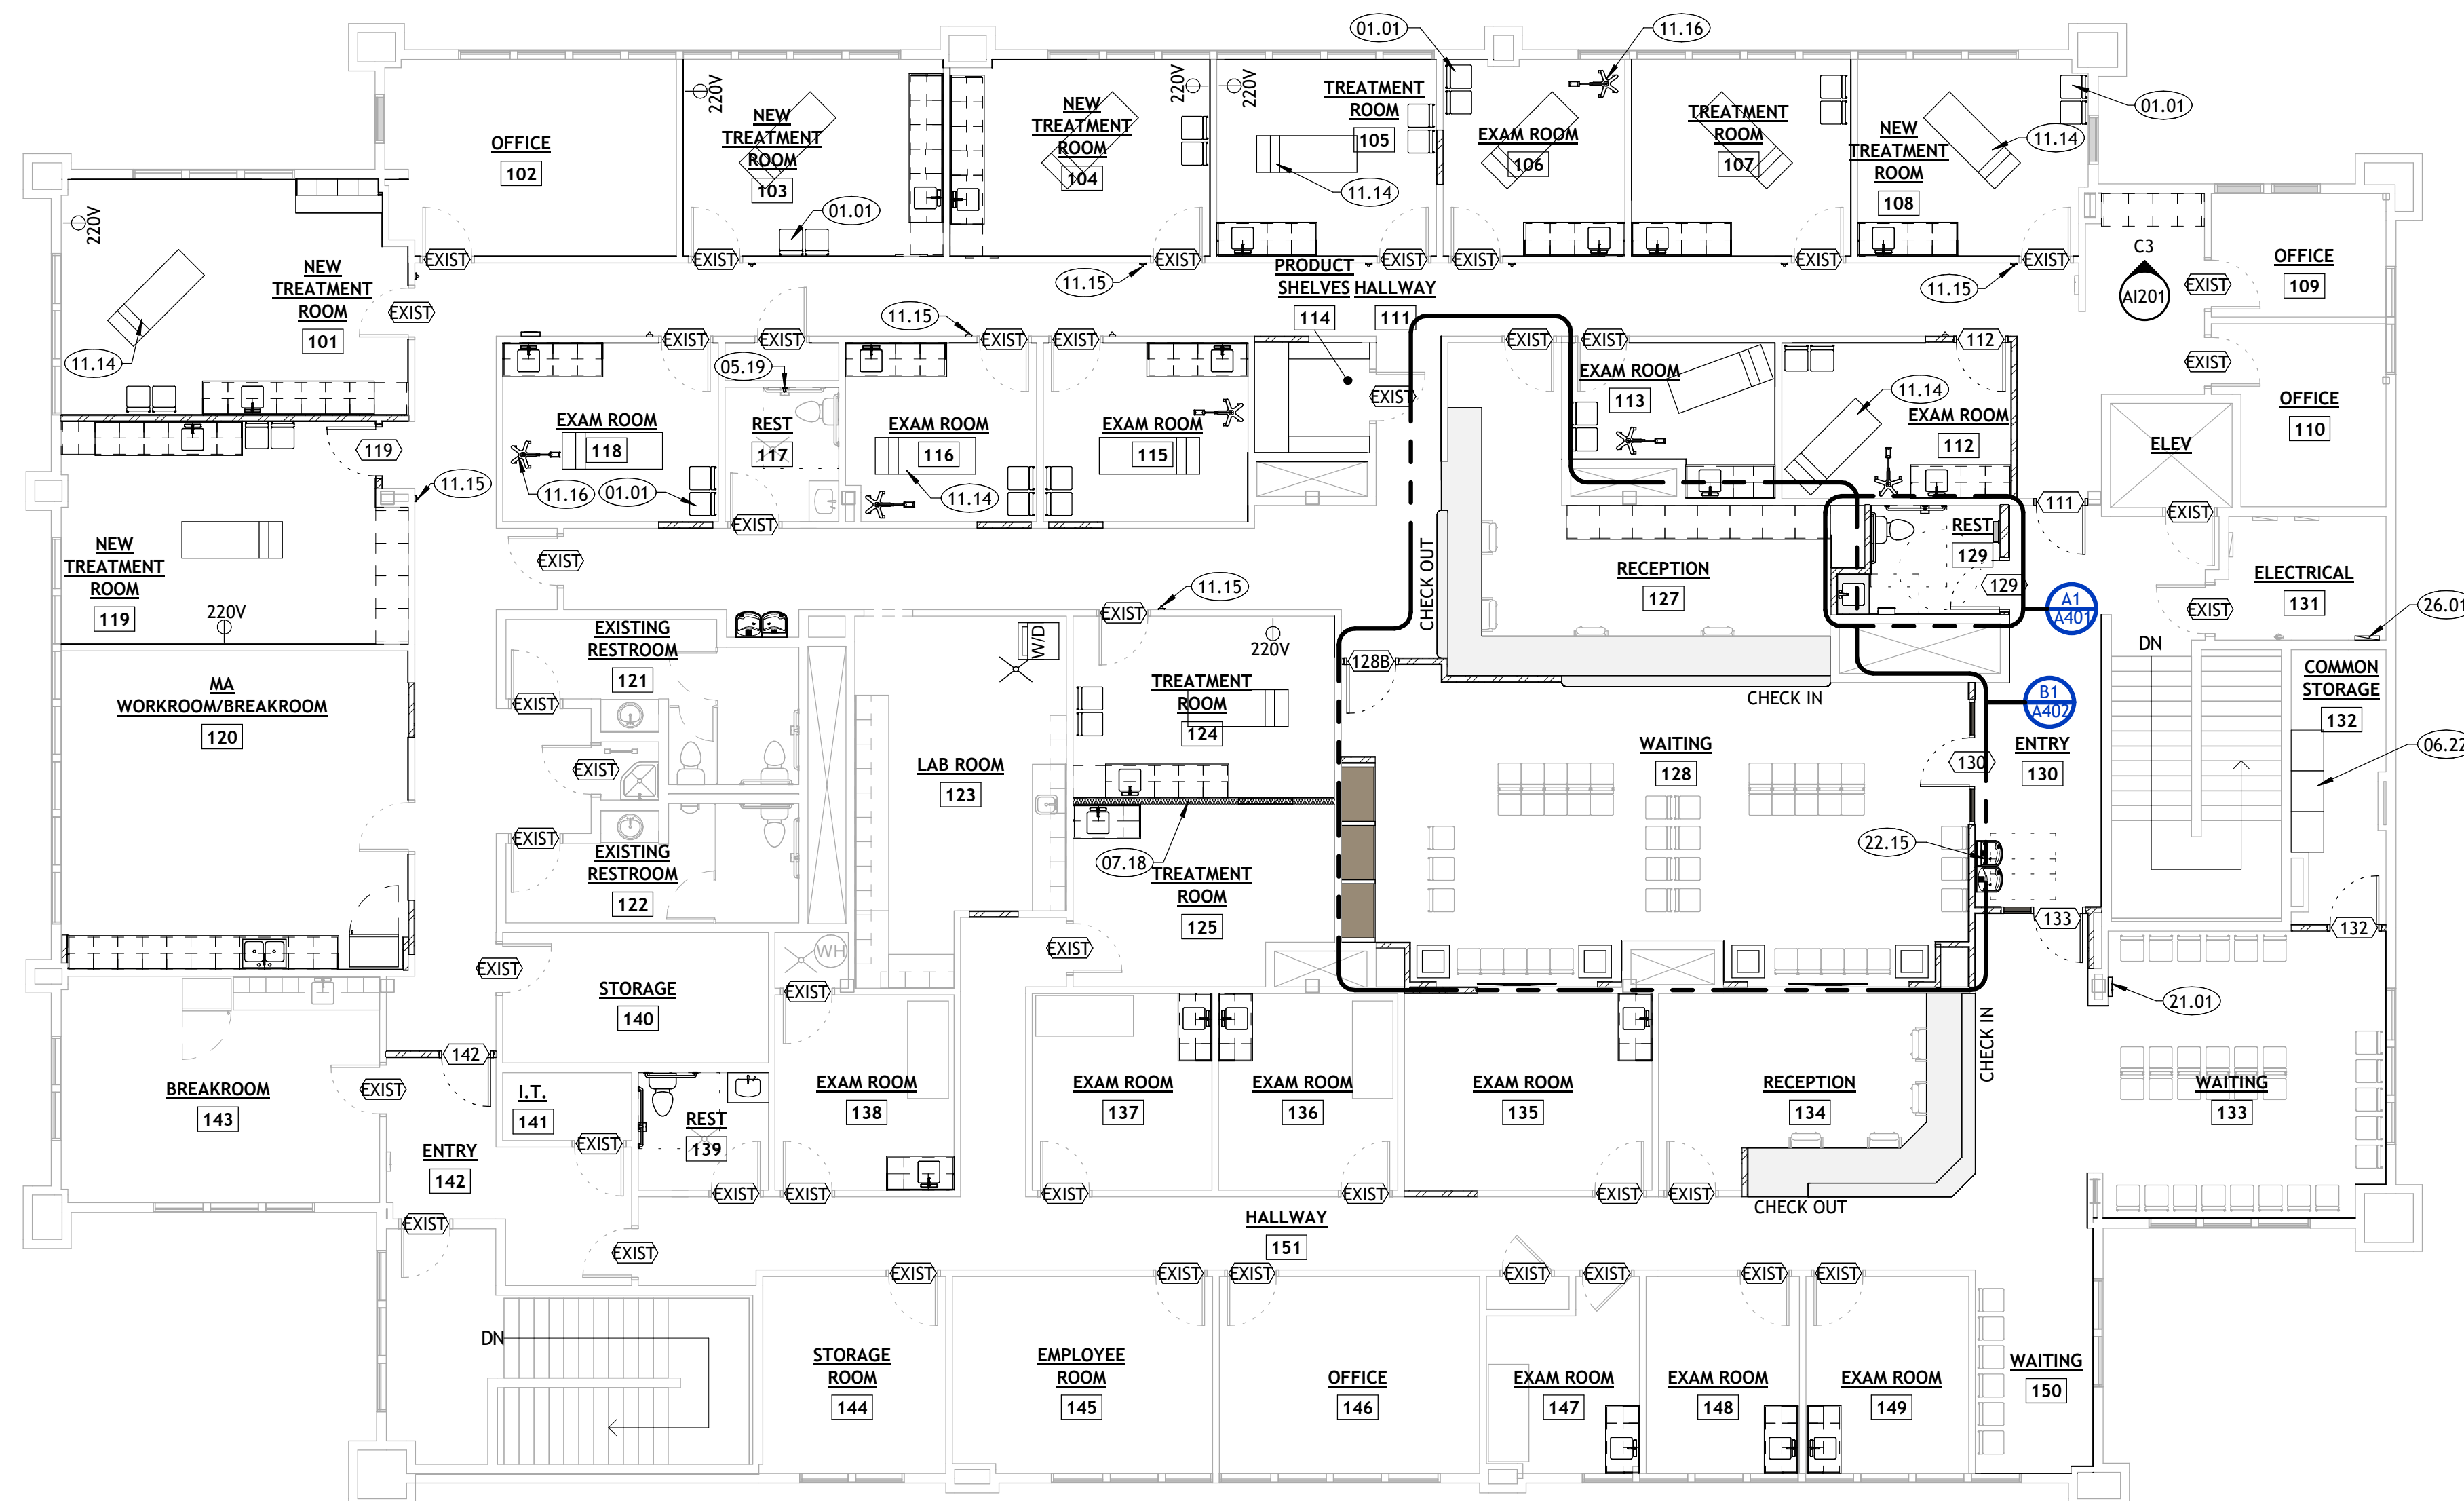 01.01
11.16
220V
OFFICE
102
NEW
TREATMENT
ROOM
103
01.01
NEW
TREATMENT
ROOM
104
220V
220V
TREATMENT
ROOM
105
11.14
EXAM ROOM
106
TREATMENT
ROOM
107
NEW
TREATMENT
ROOM
108
11.14
01.01
220V
NEW
TREATMENT
ROOM
101
11.14
EXIST
EXIST
EXIST
EXIST
EXIST
EXIST
EXIST
EXIST
11.15
11.15
PRODUCT
SHELVES
114
HALLWAY
111
C3
AI201
EXIST
OFFICE
109
EXIST
OFFICE
110
11.15
EXIST
EXIST
EXIST
EXIST
EXIST
EXIST
EXIST
112
05.19
EXIST
EXAM ROOM
118
11.16
01.01
REST
117
EXIST
EXAM ROOM
116
11.14
EXAM ROOM
115
EXAM ROOM
113
11.14
EXAM ROOM
112
ELEV
EXIST
119
11.15
NEW
TREATMENT
ROOM
119
220V
EXIST
CHECK OUT
RECEPTION
127
REST
129
129
111
A1
A401
ELECTRICAL
131
EXIST
26.01
11.15
EXIST
EXISTING
RESTROOM
121
EXIST
W/D
220V
TREATMENT
ROOM
124
128B
CHECK IN
B1
A402
DN
COMMON
STORAGE
132
MA
WORKROOM/BREAKROOM
120
EXIST
LAB ROOM
123
WAITING
128
130
ENTRY
130
06.22
EXIST
EXISTING
RESTROOM
122
07.18
TREATMENT
ROOM
125
22.15
133
132
EXIST
WH
EXIST
STORAGE
140
EXIST
21.01
BREAKROOM
143
EXIST
142
I.T.
141
EXIST
REST
139
EXIST
EXAM ROOM
138
EXIST
EXAM ROOM
137
EXIST
EXAM ROOM
136
EXIST
EXAM ROOM
135
EXIST
RECEPTION
134
EXIST
CHECK IN
CHECK OUT
WAITING
133
ENTRY
142
EXIST
EXIST
HALLWAY
151
EXIST
EXIST
EXIST
EXIST
EXIST
EXIST
EXIST
DN
STORAGE
ROOM
144
EMPLOYEE
ROOM
145
OFFICE
146
EXAM ROOM
147
EXAM ROOM
148
EXAM ROOM
149
WAITING
150